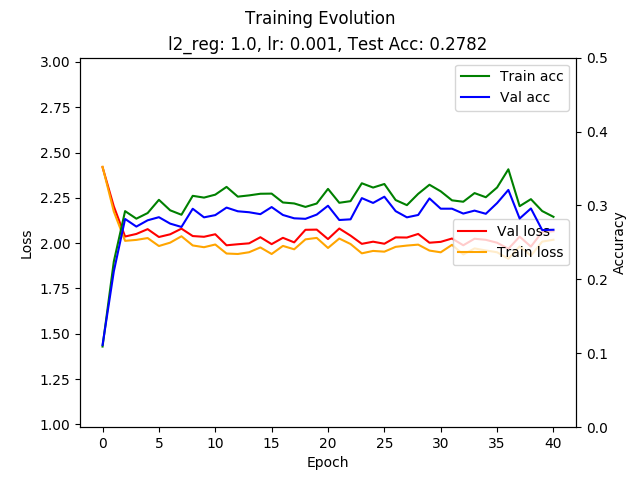 Training Evolution
l2_reg: 1.0, lr: 0.001, Test Acc: 0.2782
3.00
2.75
2.50
2.25
2.00
1.75
1.50
1.25
1.00
Loss
0.5
0.4
0.3
0.2
0.1
0.0
Accuracy
Train acc
Val acc
Val loss
Train loss
0 5 10 15 20 25 30 35 40
Epoch